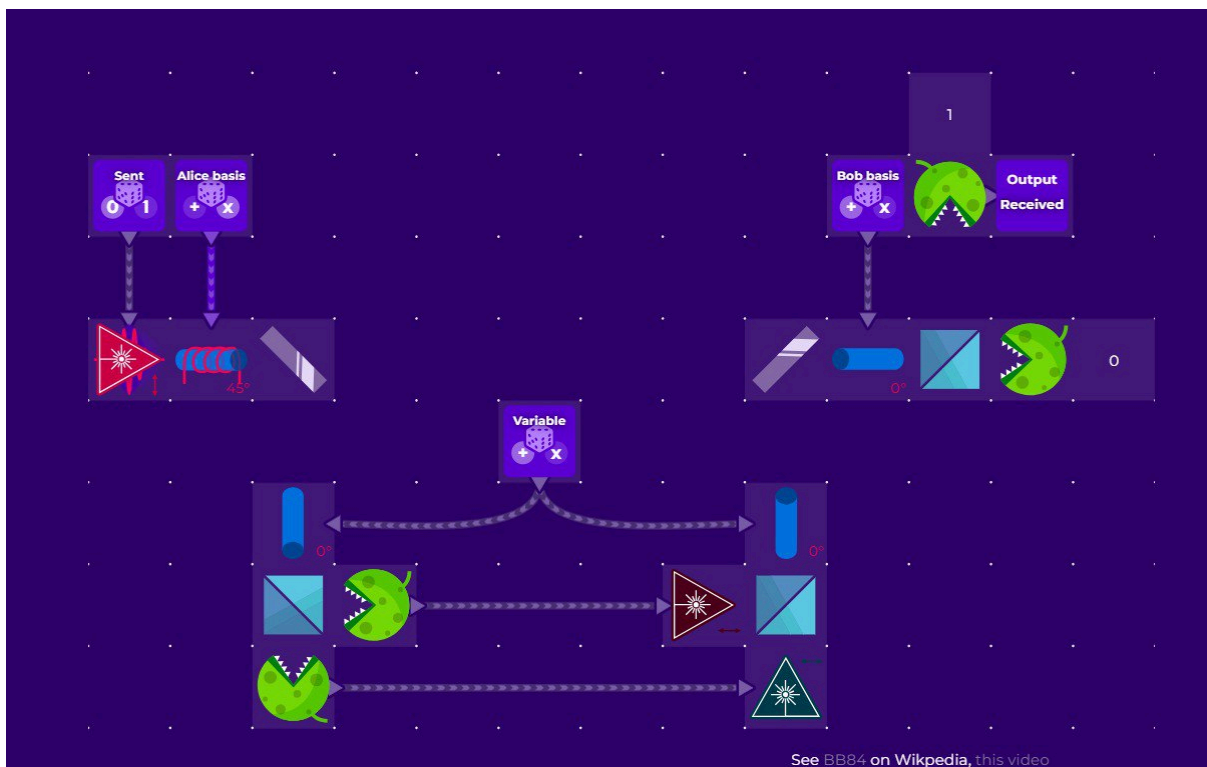 1
Sent Alice basis
0 1 + x
Bob basis
+ x
Output
Received
45°
0°
0
Variable
+ x
0° 0°
See BB84 on Wikpedia, this video